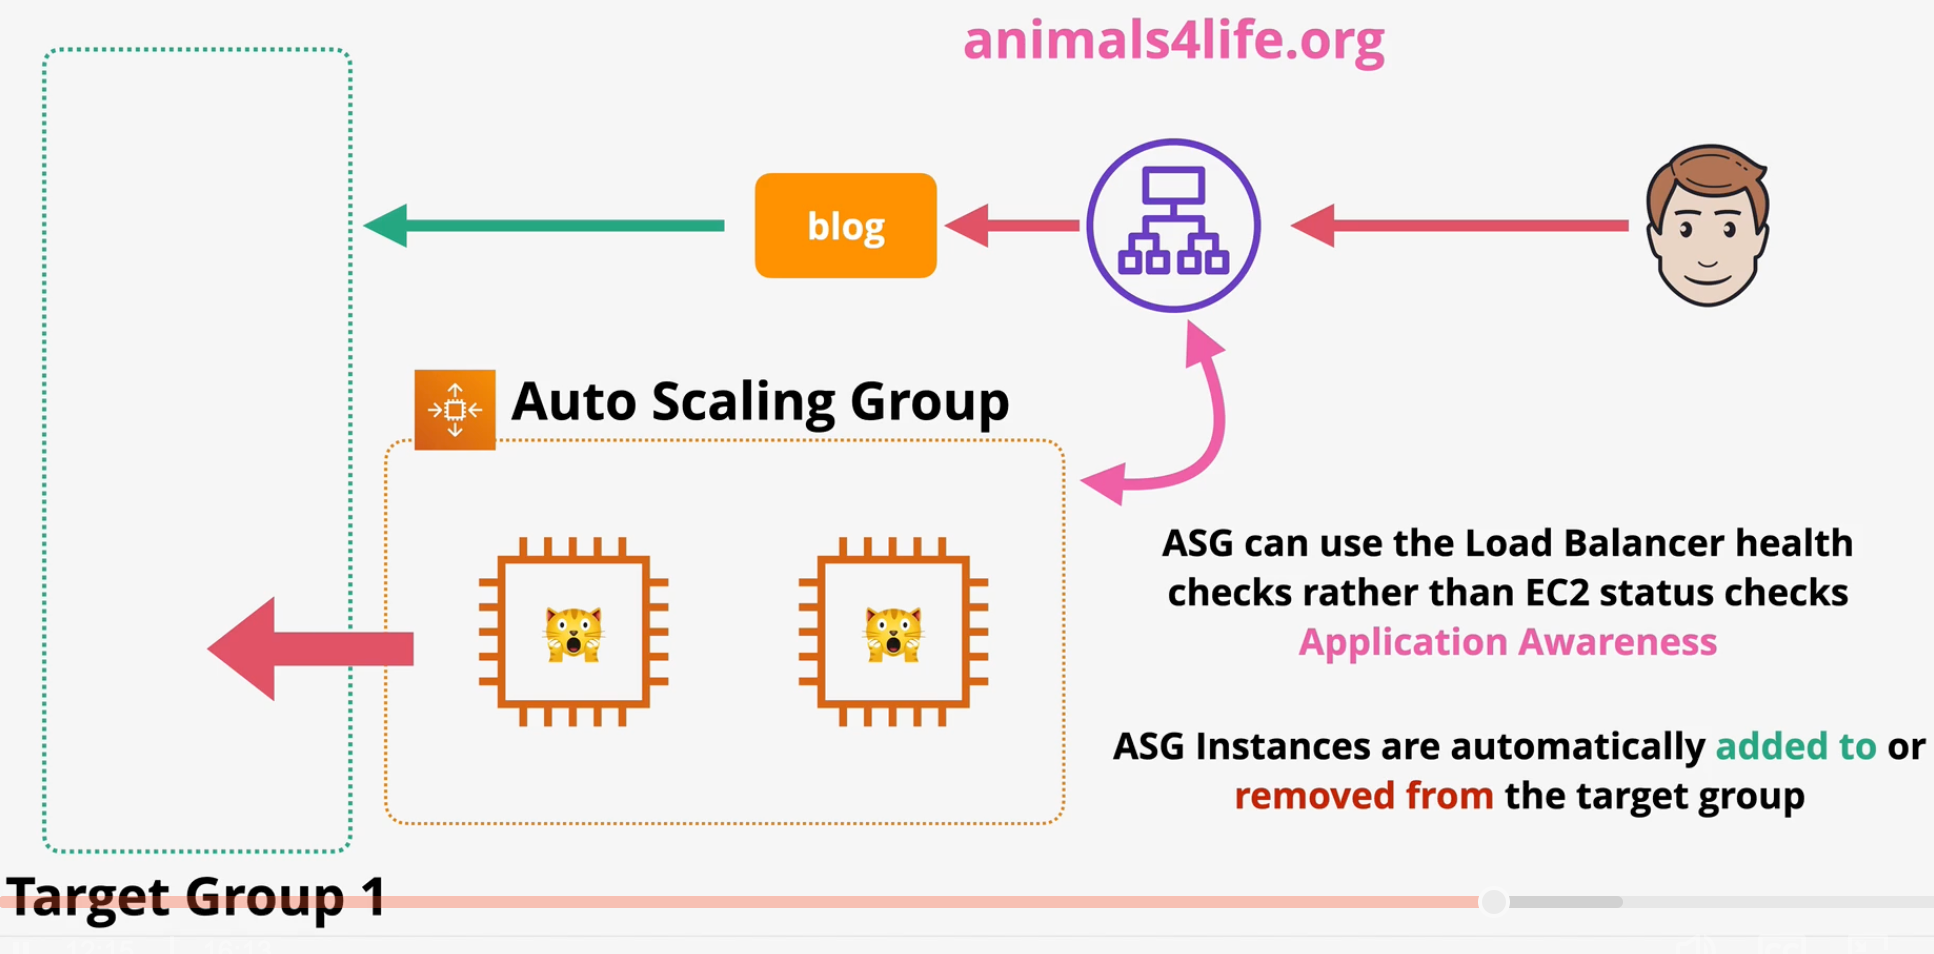 animals4life.org
blog
Auto Scaling Group
ASG can use the Load Balancer health
checks rather than EC2 status checks
Application Awareness
ASG Instances are automatically added to or
removed from the target group
Target Group 1